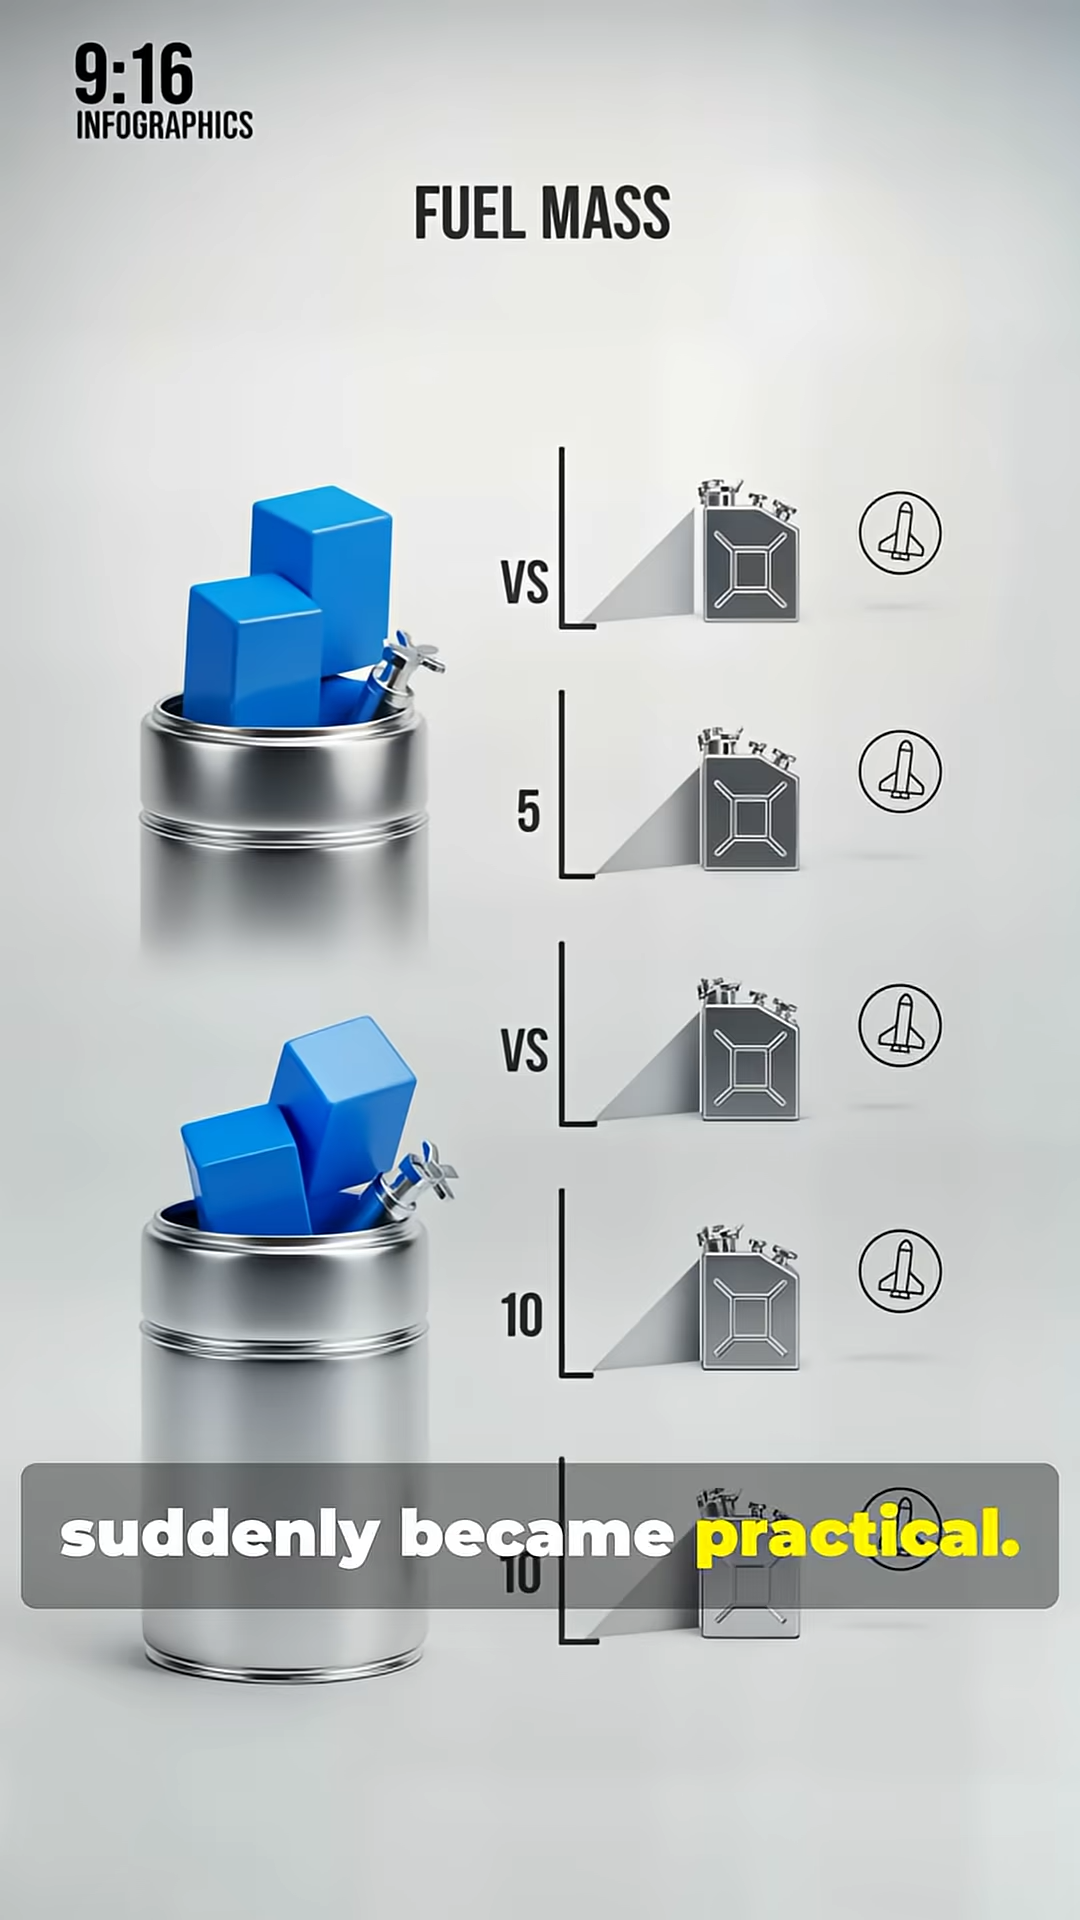 9:16
INFOGRAPHICS
FUEL MASS
VS
5
VS
10
suddenly became practical.
10